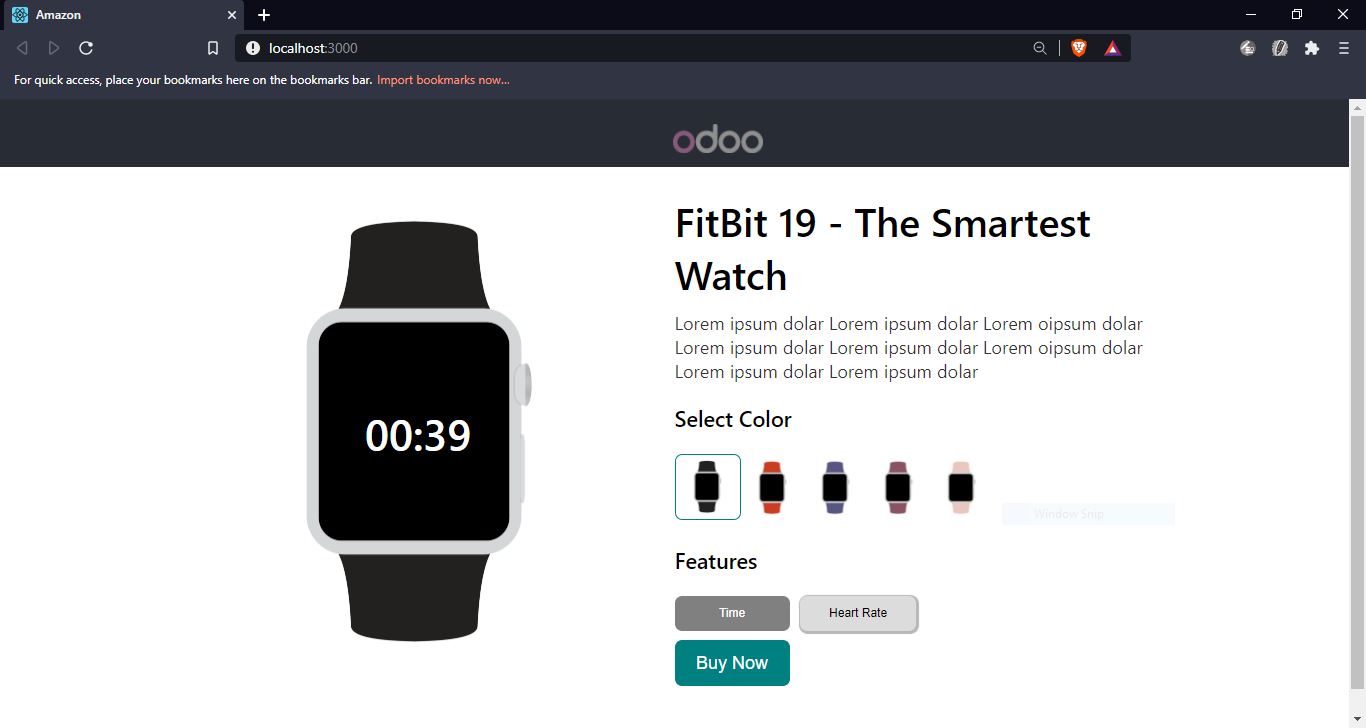 Amazon
localhost:3000
For quick access, place your bookmarks here on the bookmarks bar. Import bookmarks now...
odoo
FitBit 19 - The Smartest
Watch
Lorem ipsum dolar Lorem ipsum dolar Lorem oipsum dolar
Lorem ipsum dolar Lorem ipsum dolar Lorem oipsum dolar
Lorem ipsum dolar Lorem ipsum dolar
00:39
Select Color
Window Snip
Features
Time Heart Rate
Buy Now